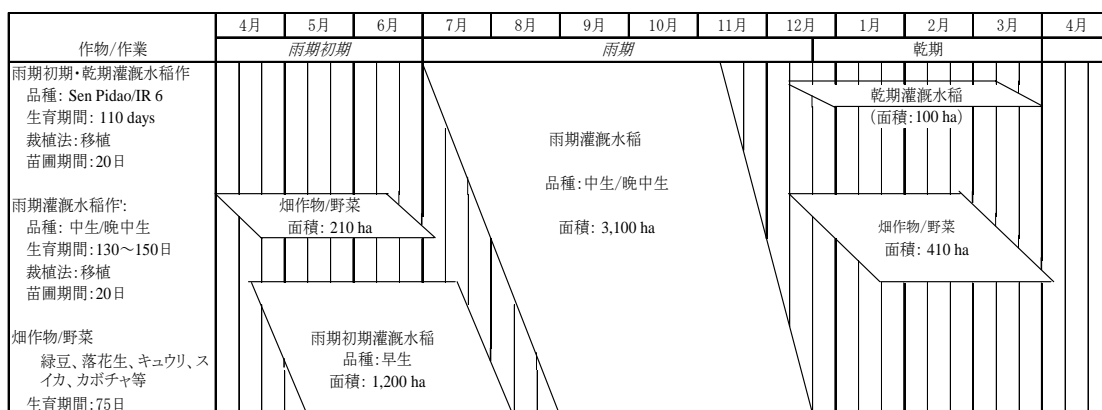 4月 5月 6月 7月 8月 9月 10月 11月 12月 1月 2月 3月 4月
作物/作業 雨期初期 雨期 乾期
雨期初期・乾期灌漑水稲作
品種: Sen Pidao/IR 6
生育期間: 110 days
栽植法:移植
苗圃期間:20日
雨期灌漑水稲作':
品種: 中生/晩中生
生育期間:130～150日
栽植法:移植
苗圃期間:20日
畑作物/野菜
緑豆、落花生、キュウリ、ス
イカ、カボチャ等
生育期間:75日
畑作物/野菜
面積: 210 ha
雨期初期灌漑水稲
品種:早生
面積: 1,200 ha
雨期灌漑水稲
品種:中生/晩中生
面積: 3,100 ha
乾期灌漑水稲
(面積:100 ha)
畑作物/野菜
面積: 410 ha